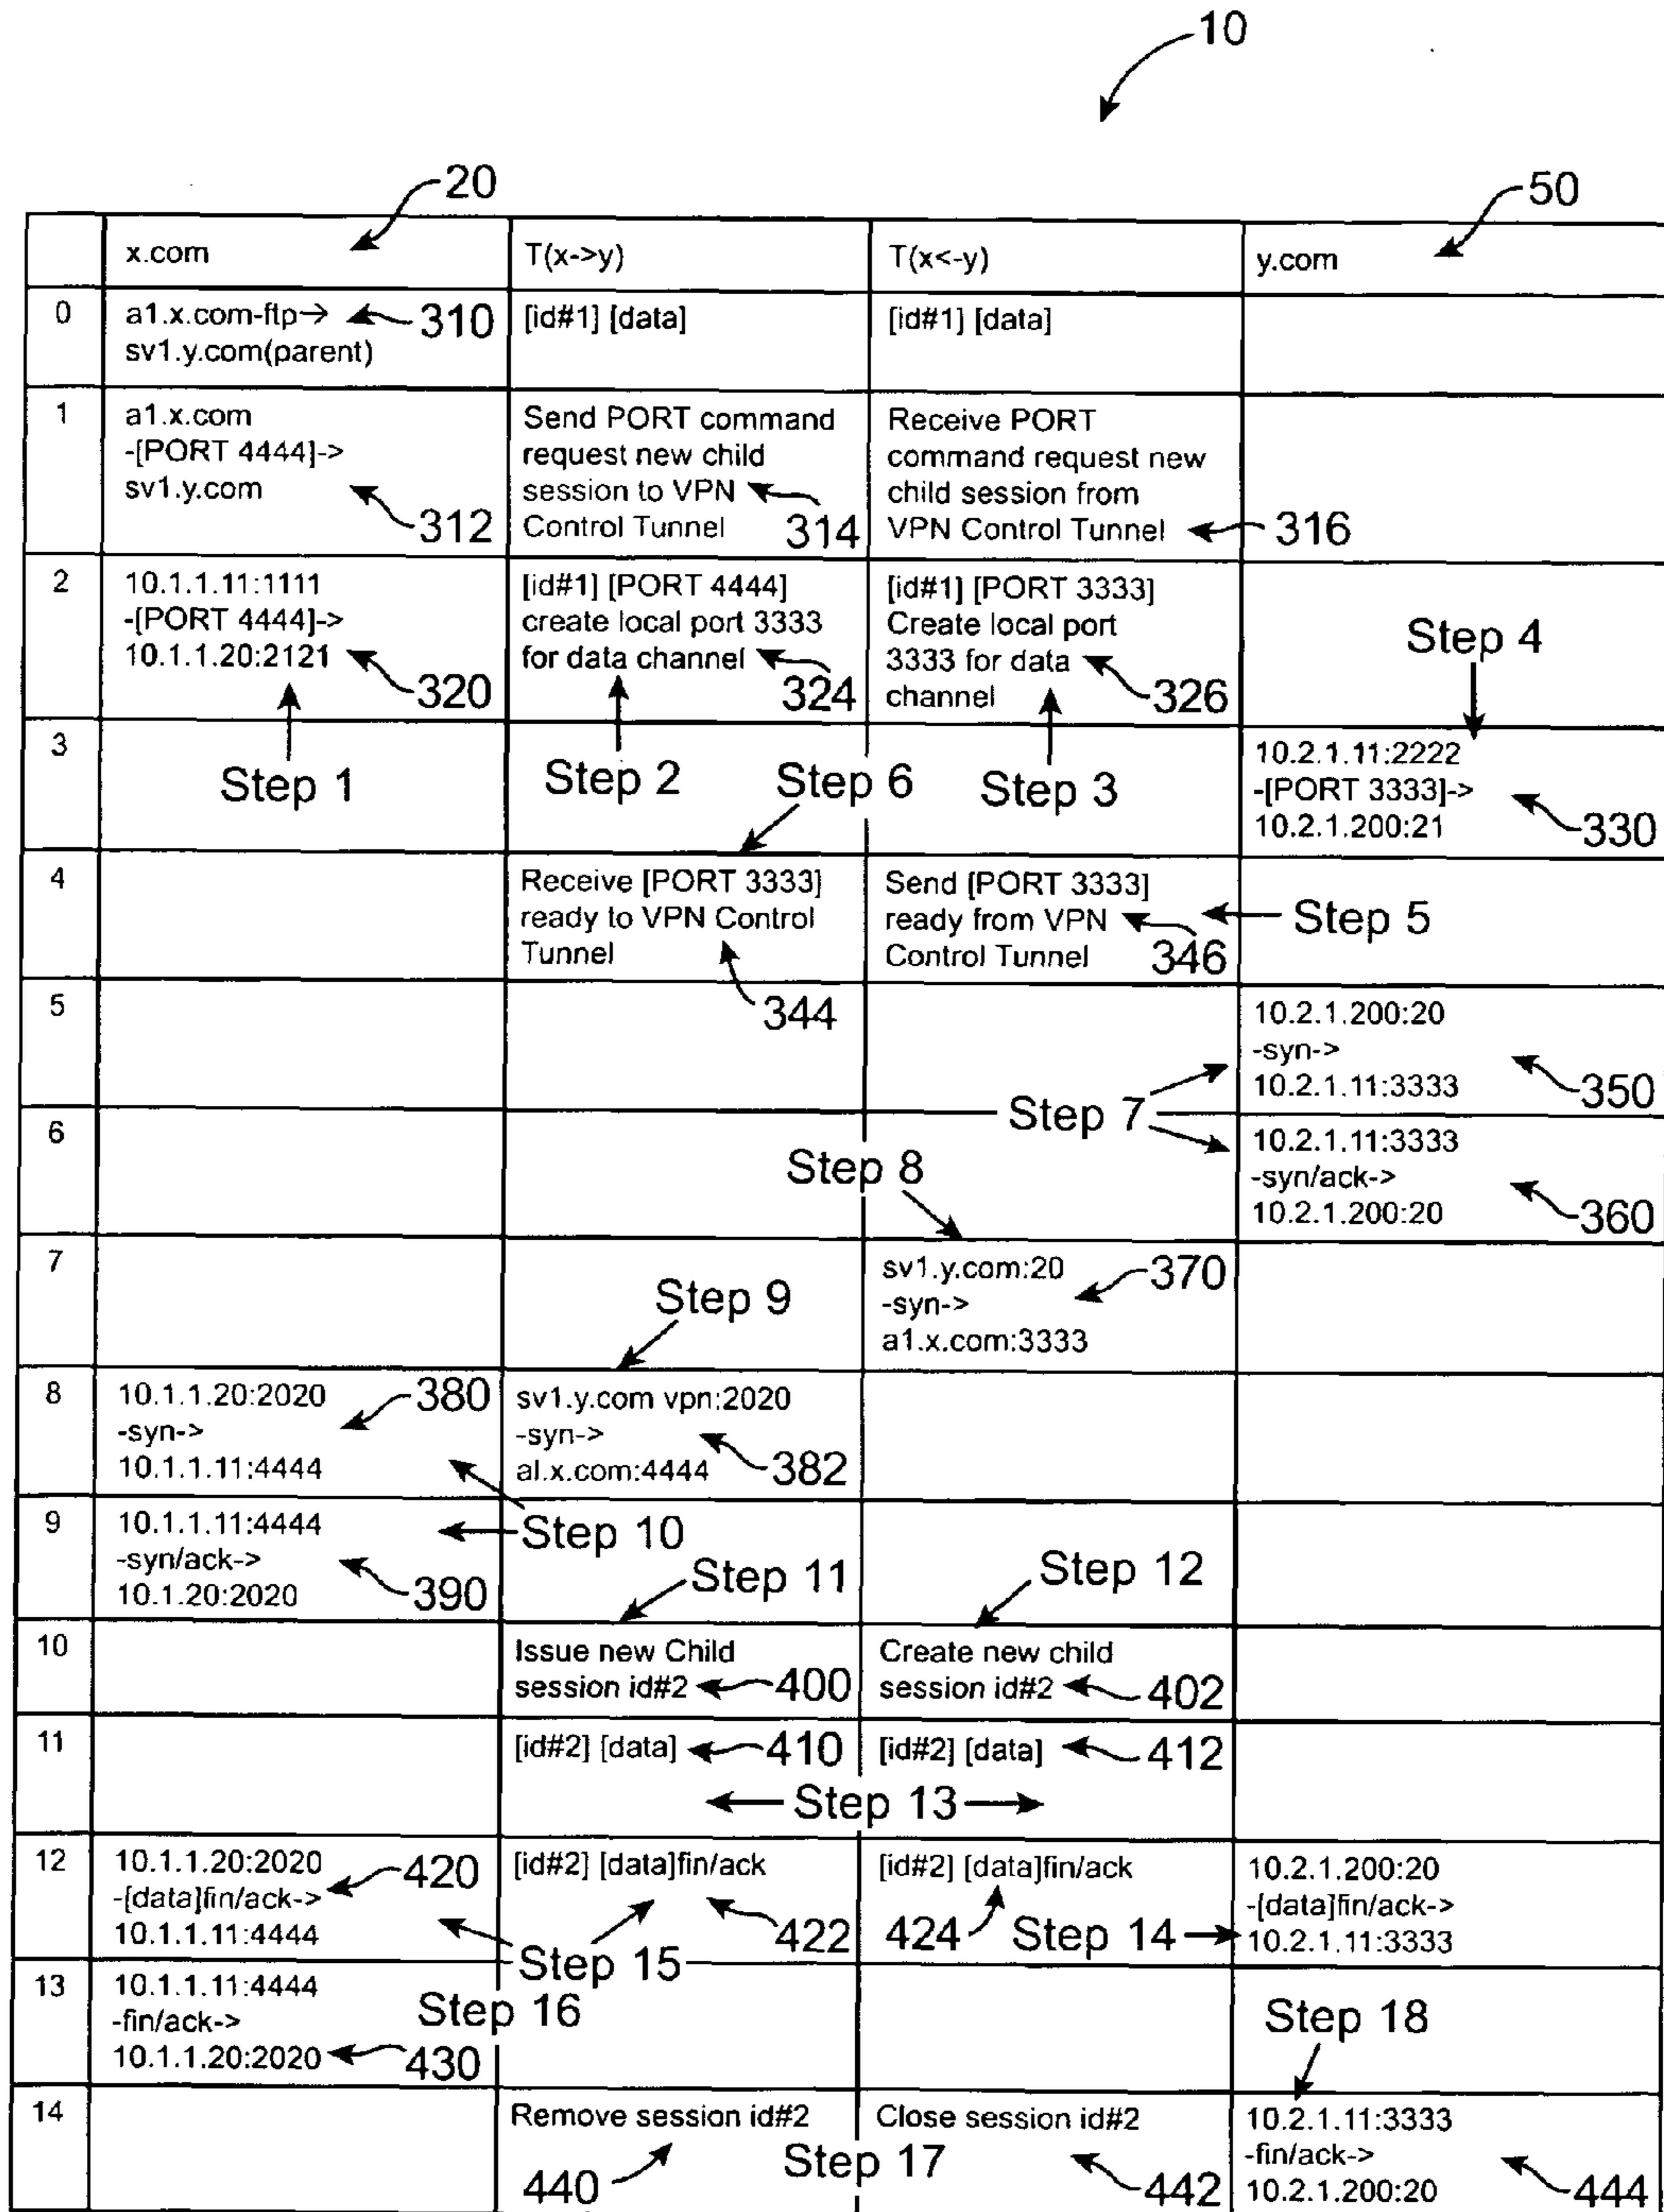 10
20
50
x.com
T(x->y)
T(x<-y)
y.com
0
a1.x.com-ftp→
sv1.y.com(parent)
310
[id#1] [data]
[id#1] [data]
1
a1.x.com
-[PORT 4444]->
sv1.y.com
312
Send PORT command
request new child
session to VPN
Control Tunnel
314
Receive PORT
command request new
child session from
VPN Control Tunnel
316
2
10.1.1.11:1111
-[PORT 4444]->
10.1.1.20:2121
320
[id#1] [PORT 4444]
create local port 3333
for data channel
324
[id#1] [PORT 3333]
Create local port
3333 for data
channel
326
Step 4
3
Step 1
Step 2
Step 6
Step 3
10.2.1.11:2222
-[PORT 3333]->
10.2.1.200:21
330
4
Receive [PORT 3333]
ready to VPN Control
Tunnel
344
Send [PORT 3333]
ready from VPN
Control Tunnel
346
Step 5
5
10.2.1.200:20
-syn->
10.2.1.11:3333
350
Step 7
6
Step 8
10.2.1.11:3333
-syn/ack->
10.2.1.200:20
360
7
Step 9
sv1.y.com:20
-syn->
a1.x.com:3333
370
8
10.1.1.20:2020
-syn->
10.1.1.11:4444
380
sv1.y.com vpn:2020
-syn->
al.x.com:4444
382
9
10.1.1.11:4444
-syn/ack->
10.1.20:2020
390
Step 10
Step 11
Step 12
10
Issue new Child
session id#2
400
Create new child
session id#2
402
11
[id#2] [data]
410
[id#2] [data]
412
Step 13
12
10.1.1.20:2020
-[data]fin/ack->
10.1.1.11:4444
420
[id#2] [data]fin/ack
422
[id#2] [data]fin/ack
424
Step 14
10.2.1.200:20
-[data]fin/ack->
10.2.1.11:3333
Step 15
13
10.1.1.11:4444
-fin/ack->
10.1.1.20:2020
430
Step 16
Step 18
14
Remove session id#2
440
Step 17
Close session id#2
442
10.2.1.11:3333
-fin/ack->
10.2.1.200:20
444